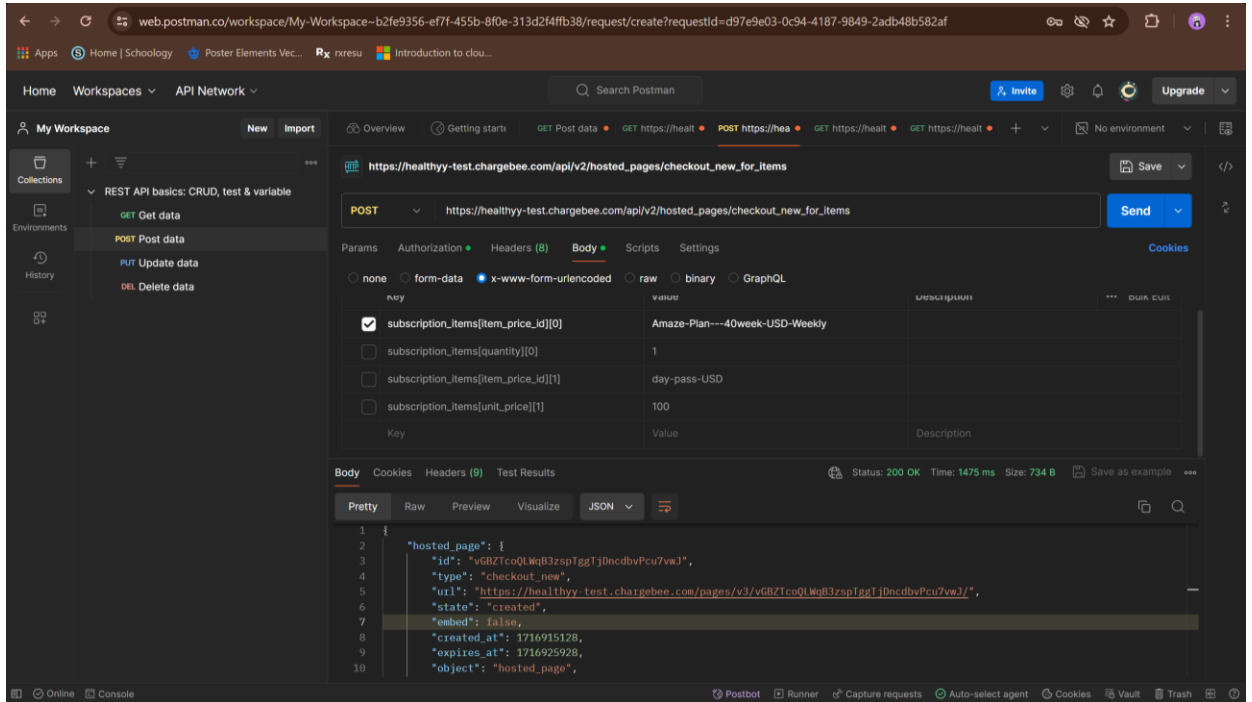 web.postman.co/workspace/My-Workspace~b2fe9356-ef7f-455b-8f0e-313d2f4ffb38/request/create?requestId=d97e9e03-0c94-4187-9849-2adb48b582af
Apps Home | Schoology Poster Elements Vec... Rx rxresu Introduction to clou...
Home Workspaces API Network Search Postman Invite Upgrade
My Workspace New Import Overview Getting starte GET Post data GET https://healt POST https://hea GET https://healt GET https://healt No environment
Collections
REST API basics: CRUD, test & variable
GET Get data
POST Post data
PUT Update data
DEL Delete data
Environments
History
HTTP https://healthyy-test.chargebee.com/api/v2/hosted_pages/checkout_new_for_items Save
POST https://healthyy-test.chargebee.com/api/v2/hosted_pages/checkout_new_for_items Send
Params Authorization Headers (8) Body Scripts Settings Cookies
none form-data x-www-form-urlencoded raw binary GraphQL
Key Value Description Bulk Edit
subscription_items[item_price_id][0] Amaze-Plan---40week-USD-Weekly
subscription_items[quantity][0] 1
subscription_items[item_price_id][1] day-pass-USD
subscription_items[unit_price][1] 100
Key Value Description
Body Cookies Headers (9) Test Results Status: 200 OK Time: 1475 ms Size: 734 B Save as example
Pretty Raw Preview Visualize JSON
1 {
2 "hosted_page": {
3 "id": "vGBZTcoQLWqB3zspTggTjDncdbvPcu7vwJ",
4 "type": "checkout_new",
5 "url": "https://healthyy-test.chargebee.com/pages/v3/vGBZTcoQLWqB3zspTggTjDncdbvPcu7vwJ/",
6 "state": "created",
7 "embed": false,
8 "created_at": 1716915128,
9 "expires_at": 1716925928,
10 "object": "hosted_page",
Online Console Postbot Runner Capture requests Auto-select agent Cookies Vault Trash